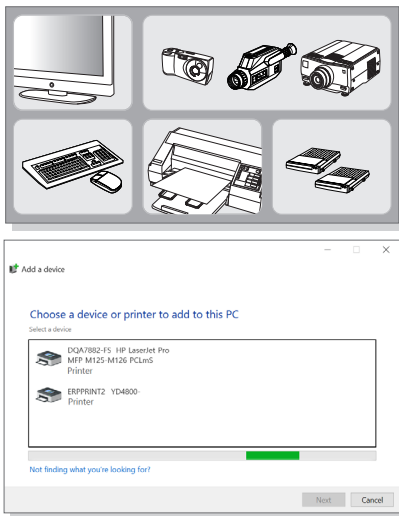 Add a device
Choose a device or printer to add to this PC
Select a device
DQA7882-F5 HP LaserJet Pro
MFP M125-M126 PCLmS
Printer
ERPPRINT2 YD4800-
Printer
Not finding what you're looking for?
Next Cancel